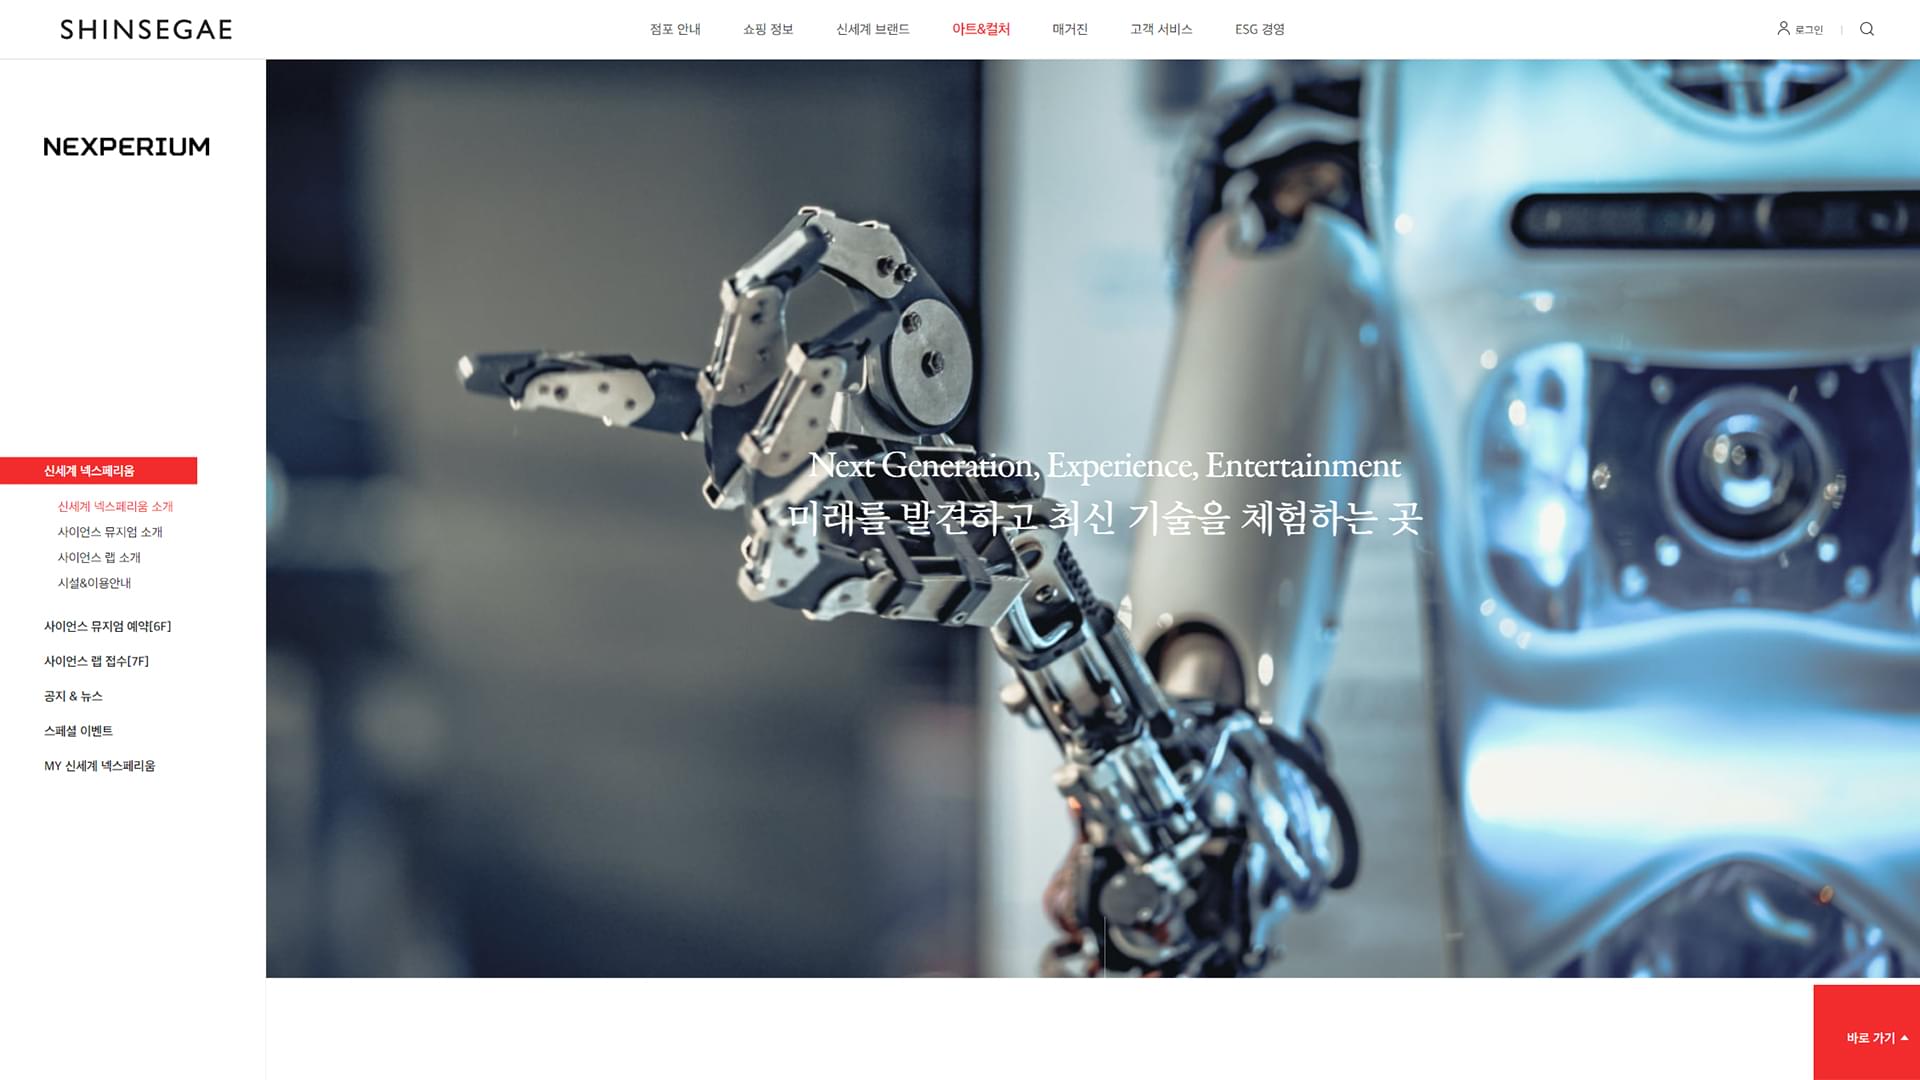 SHINSEGAE
점포 안내
쇼핑 정보
신세계 브랜드
아트&컬처
매거진
고객 서비스
ESG 경영
로그인
NEXPERIUM
신세계 넥스페리움
신세계 넥스페리움 소개
사이언스 뮤지엄 소개
사이언스 랩 소개
시설&이용안내
사이언스 뮤지엄 예약[6F]
사이언스 랩 접수[7F]
공지 & 뉴스
스페셜 이벤트
MY 신세계 넥스페리움
Next Generation, Experience, Entertainment
미래를 발견하고 최신 기술을 체험하는 곳
바로 가기